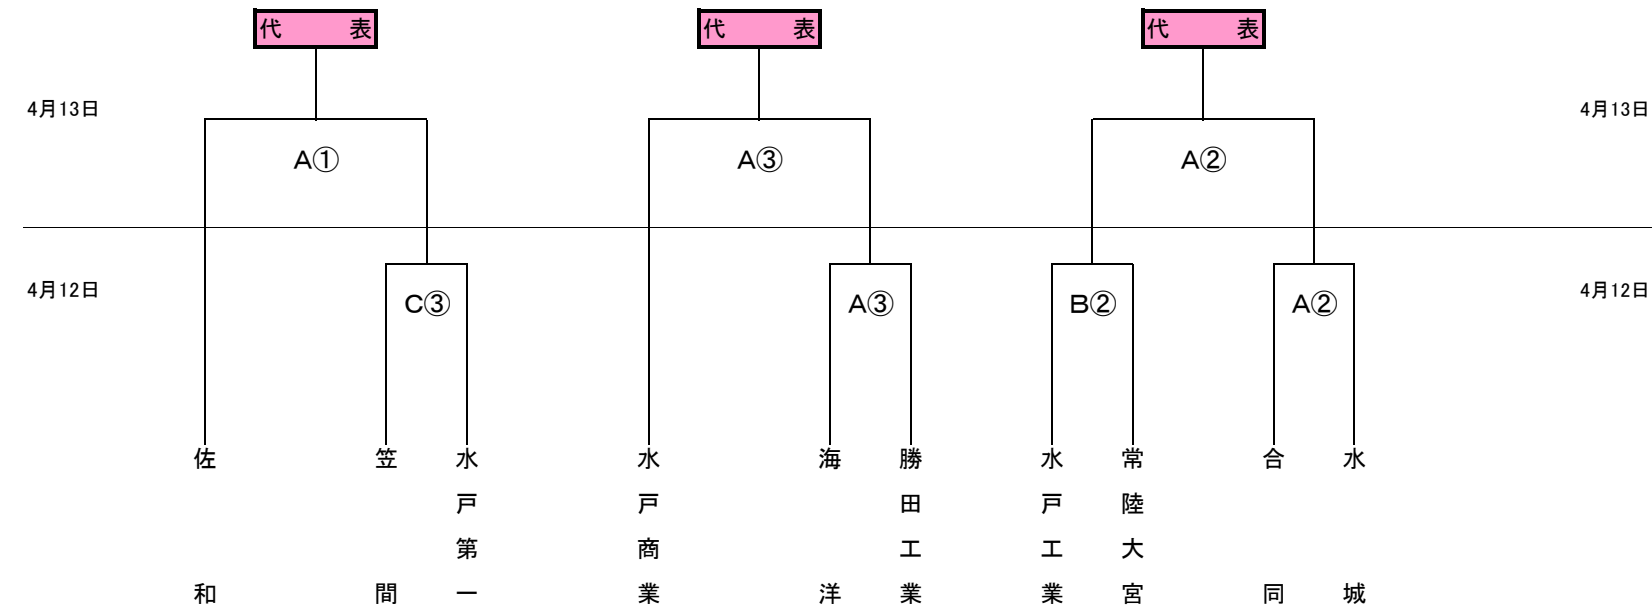 代 表
代 表
代 表
4月13日
4月13日
A①
A③
A②
4月12日
4月12日
C③
A③
B②
A②
佐和
笠間
水戸第一
水戸商業
海洋
勝田工業
水戸工業
常陸大宮
合同
水城